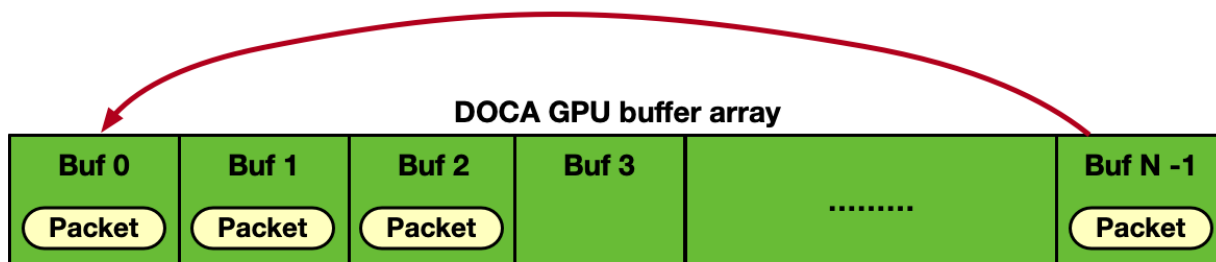 DOCA GPU buffer array
Buf 0 Buf 1 Buf 2 Buf 3 Buf N -1
.........
Packet Packet Packet Packet